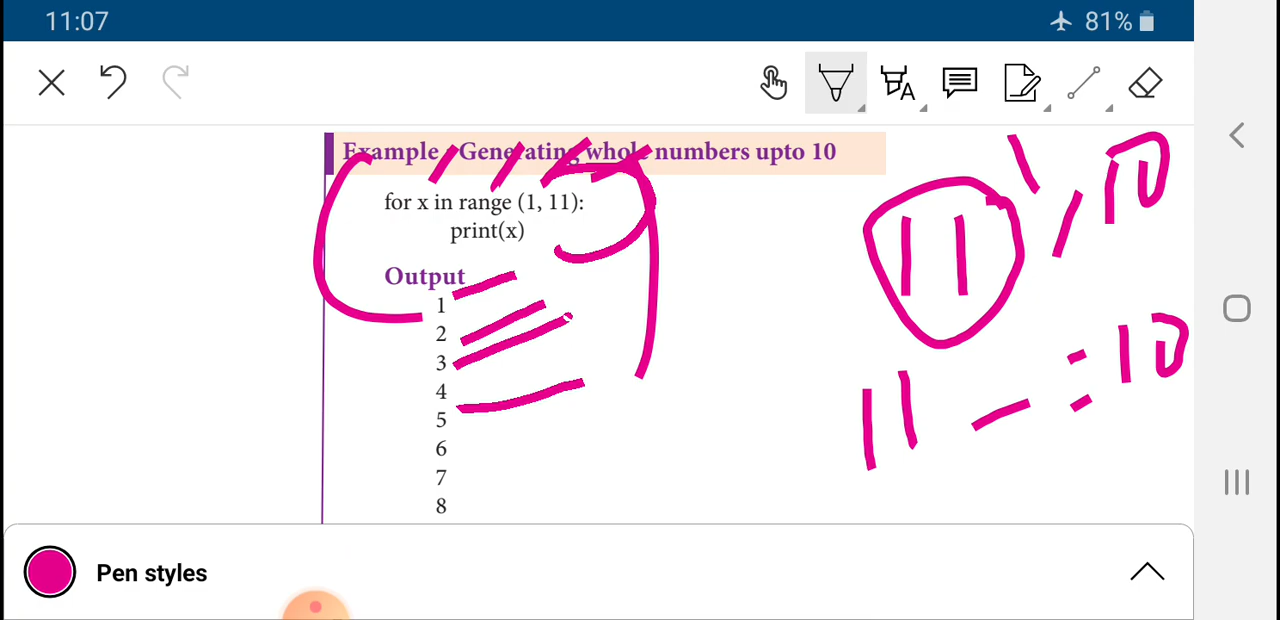 11:07
81%
Example / Generating whole numbers upto 10
for x in range (1, 11):
print(x)
Output
1
2
3
4
5
6
7
8
11
10
11 -
: 10
Pen styles
A